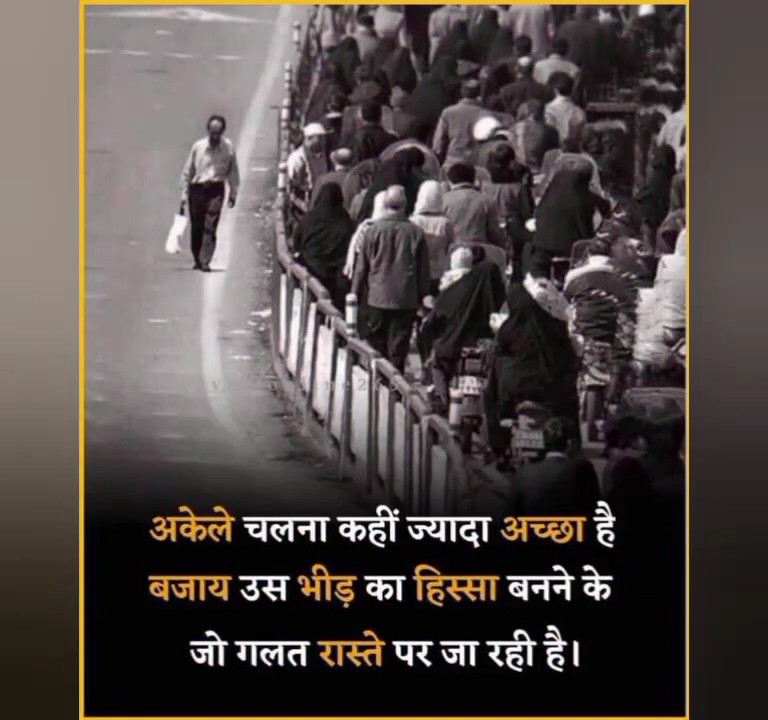 अकेले चलना कहीं ज्यादा अच्छा है
बजाय उस भीड़ का हिस्सा बनने के
जो गलत रास्ते पर जा रही है।